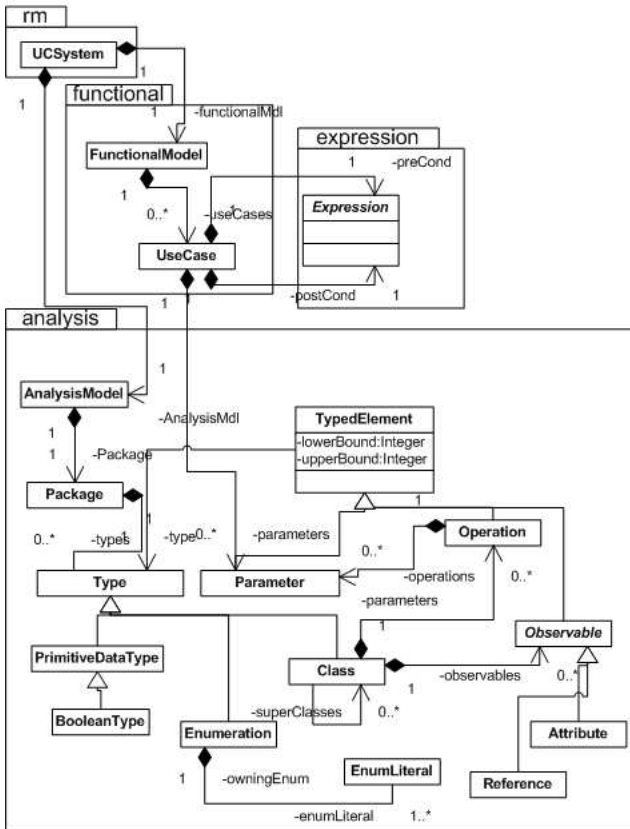 rm
UCSystem
1
1
functional
1
-functionalMdl
FunctionalModel
1
0..*
-useCases
1
UseCase
1
1
expression
1
-preCond
Expression
-postCond
1
analysis
1
AnalysisModel
-AnalysisMdl
1
1
-Package
Package
TypedElement
-lowerBound:Integer
-upperBound:Integer
1
0..*
-types
1
1
-type
0..*
-parameters
Operation
0..*
Type
Parameter
-operations
0..*
-parameters
1
Observable
PrimitiveDataType
Class
1
-observables
0..*
BooleanType
-superClasses
0..*
Enumeration
Attribute
1
-owningEnum
EnumLiteral
Reference
-enumLiteral
1..*